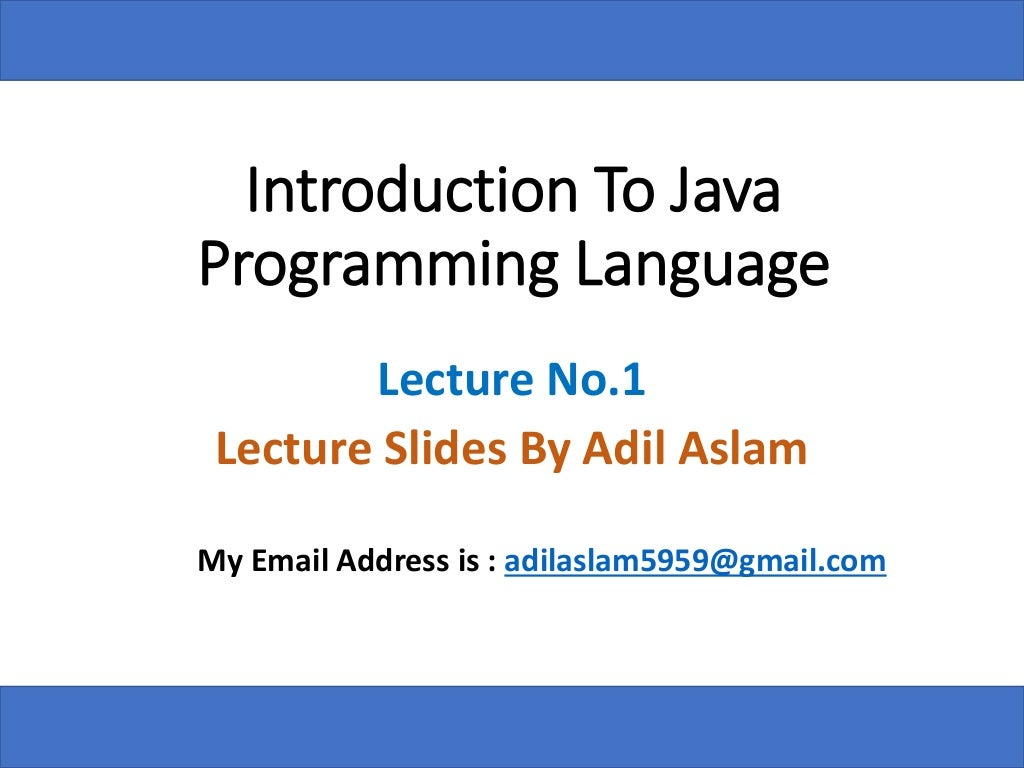 Introduction To Java
Programming Language
Lecture No.1
Lecture Slides By Adil Aslam
My Email Address is : adilaslam5959@gmail.com